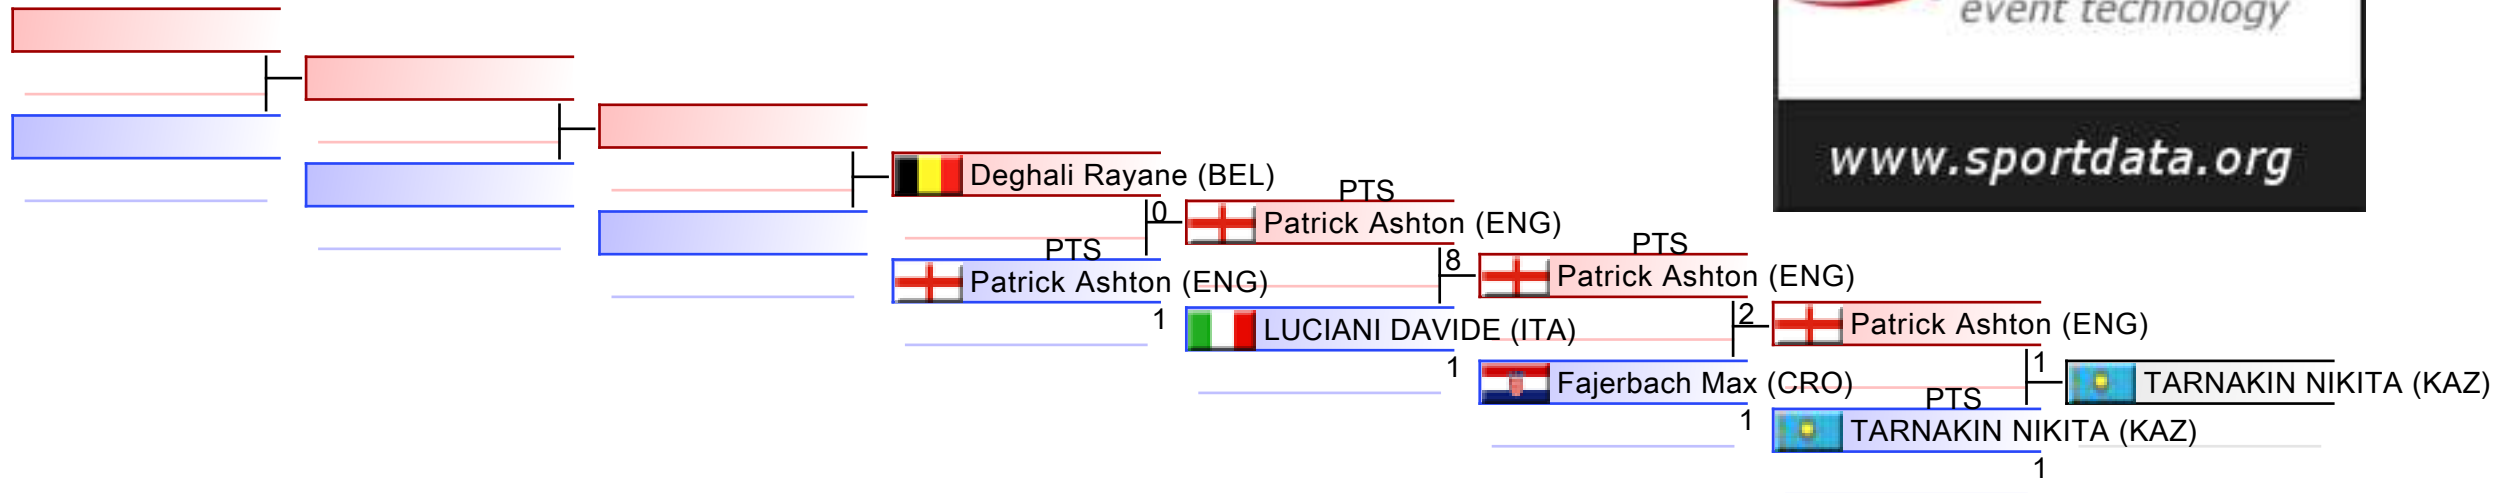 event technology
www.sportdata.org
Deghali Rayane (BEL)
0
PTS
Patrick Ashton (ENG)
1
PTS
Patrick Ashton (ENG)
8
LUCIANI DAVIDE (ITA)
1
PTS
Patrick Ashton (ENG)
2
Fajerbach Max (CRO)
1
Patrick Ashton (ENG)
1
PTS
TARNAKIN NIKITA (KAZ)
1
TARNAKIN NIKITA (KAZ)